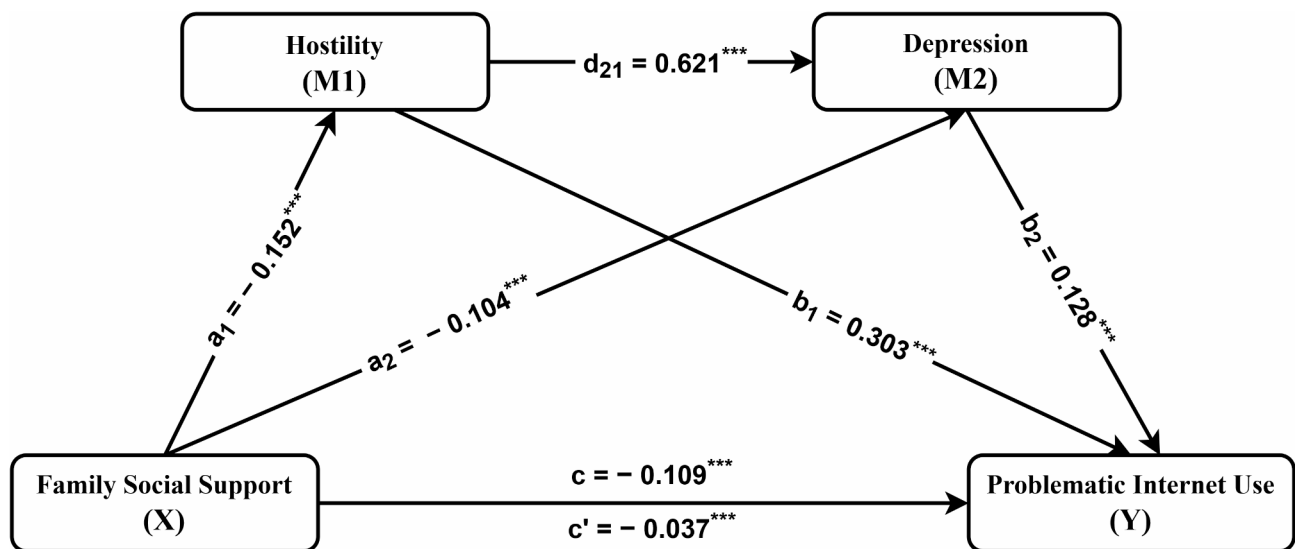 Hostility
(M1)
d21 = 0.621***
Depression
(M2)
a1 = − 0.152***
a2 = − 0.104***
b1 = 0.303***
b2 = 0.128***
Family Social Support
(X)
c = − 0.109***
c' = − 0.037***
Problematic Internet Use
(Y)